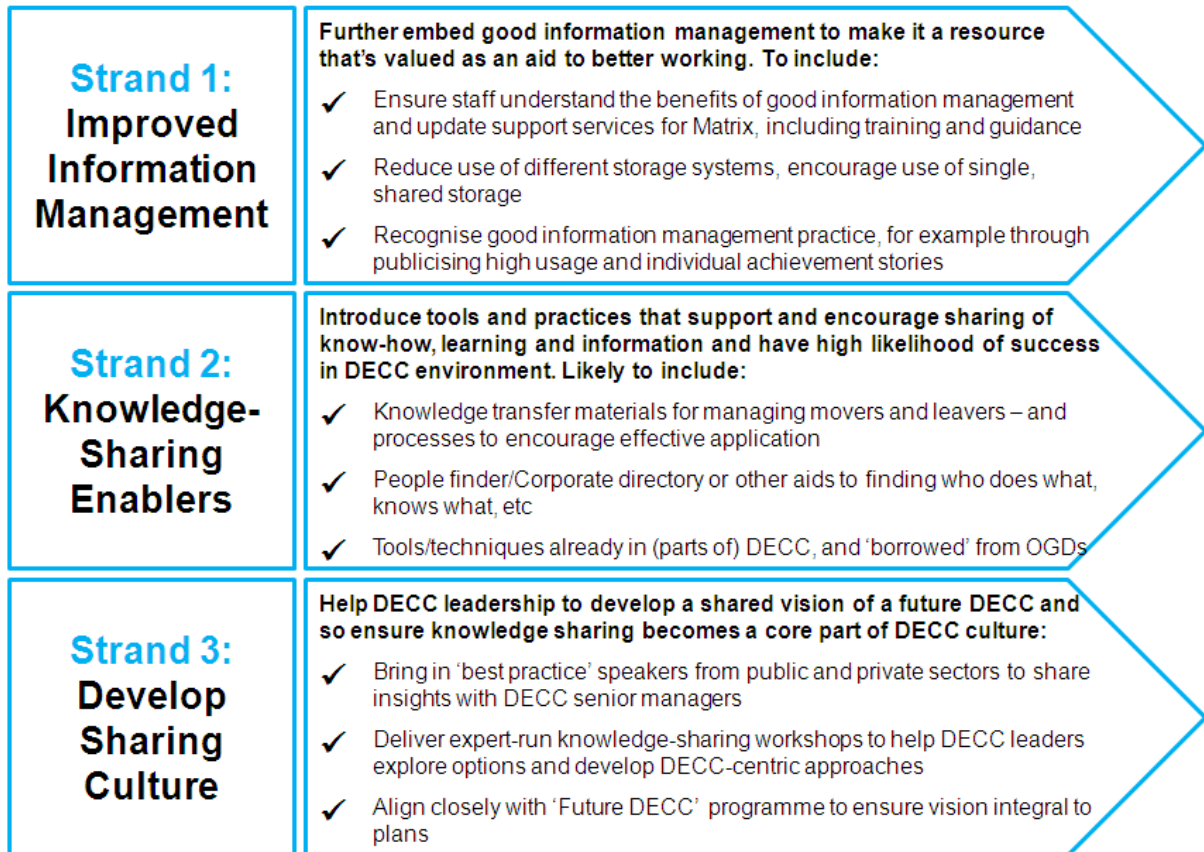 Strand 1:
Improved
Information
Management
Further embed good information management to make it a resource
that's valued as an aid to better working. To include:
✓ Ensure staff understand the benefits of good information management
and update support services for Matrix, including training and guidance
✓ Reduce use of different storage systems, encourage use of single,
shared storage
✓ Recognise good information management practice, for example through
publicising high usage and individual achievement stories
Strand 2:
Knowledge-
Sharing
Enablers
Introduce tools and practices that support and encourage sharing of
know-how, learning and information and have high likelihood of success
in DECC environment. Likely to include:
✓ Knowledge transfer materials for managing movers and leavers – and
processes to encourage effective application
✓ People finder/Corporate directory or other aids to finding who does what,
knows what, etc
✓ Tools/techniques already in (parts of) DECC, and 'borrowed' from OGDs
Strand 3:
Develop
Sharing
Culture
Help DECC leadership to develop a shared vision of a future DECC and
so ensure knowledge sharing becomes a core part of DECC culture:
✓ Bring in 'best practice' speakers from public and private sectors to share
insights with DECC senior managers
✓ Deliver expert-run knowledge-sharing workshops to help DECC leaders
explore options and develop DECC-centric approaches
✓ Align closely with 'Future DECC' programme to ensure vision integral to
plans